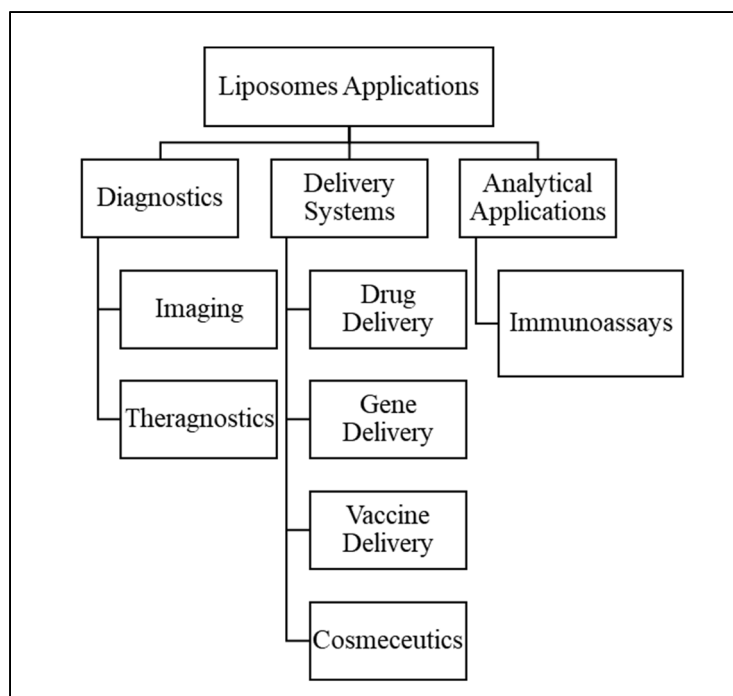 Liposomes Applications
Diagnostics
Imaging
Theragnostics
Delivery
Systems
Drug
Delivery
Gene
Delivery
Vaccine
Delivery
Cosmeceutics
Analytical
Applications
Immunoassays